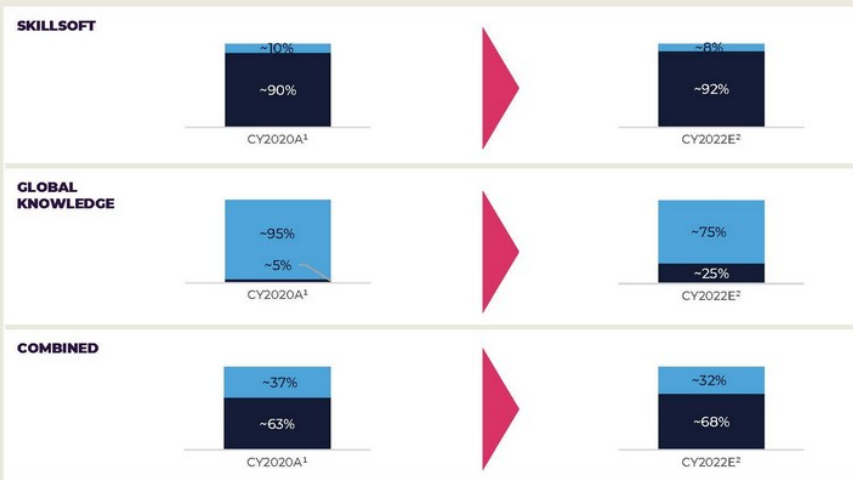 SKILLSOFT
~10%
~90%
CY2020A¹
~8%
~92%
CY2022E²
GLOBAL
KNOWLEDGE
~95%
~5%
CY2020A¹
~75%
~25%
CY2022E²
COMBINED
~37%
~63%
CY2020A¹
~32%
~68%
CY2022E²